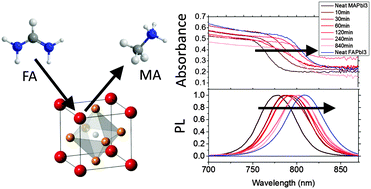 FA
MA
Absorbance
0.7
0.6
0.5
0.4
0.3
0.2
Neat MAPbI3
10min
30min
60min
120min
240min
840min
Neat FAPbI3
PL
1.0
0.8
0.6
0.4
0.2
0.0
700 750 800 850
Wavelength (nm)